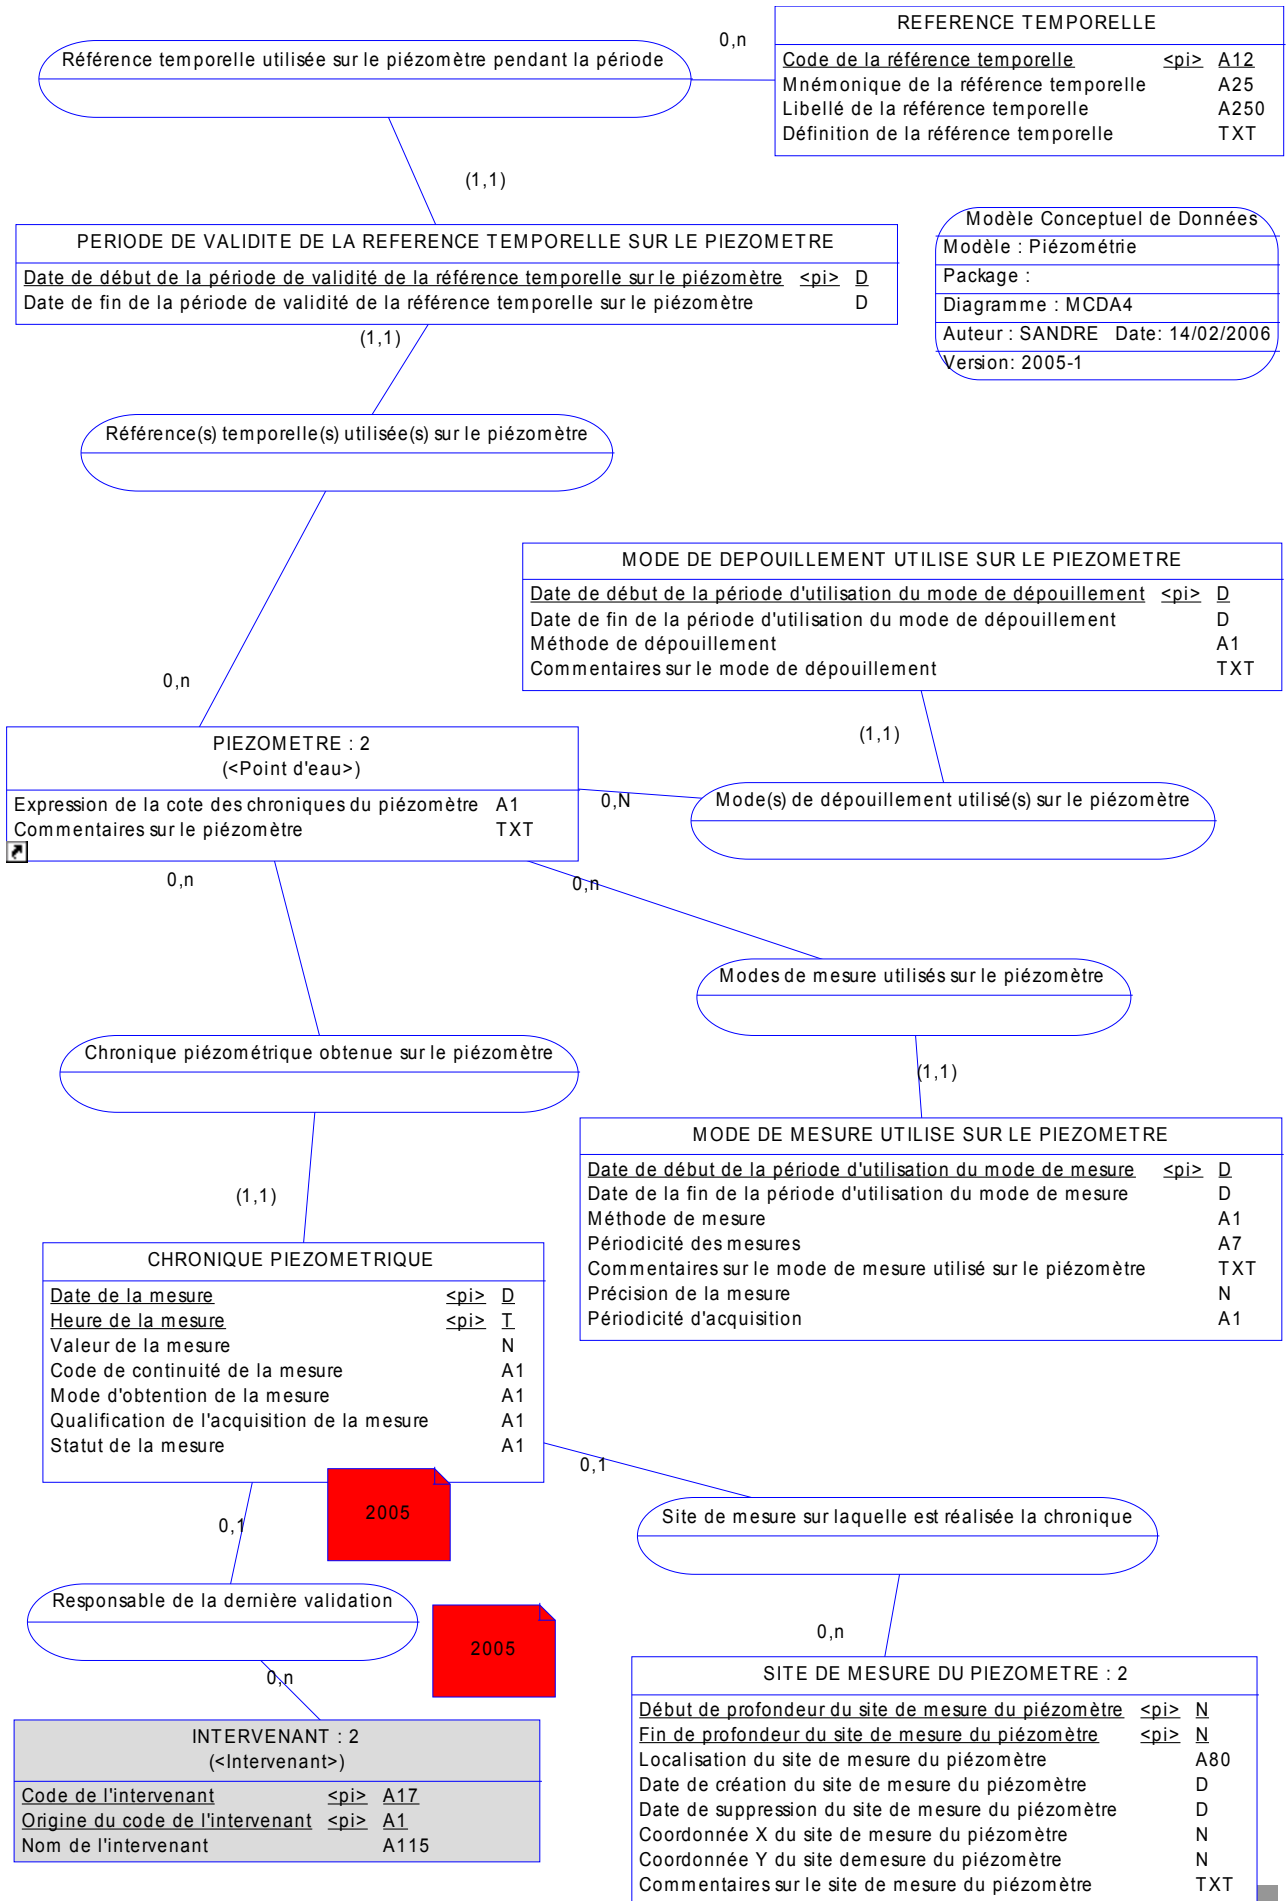 REFERENCE TEMPORELLE
Code de la référence temporelle <pi> A12
Mnémonique de la référence temporelle A25
Libellé de la référence temporelle A250
Définition de la référence temporelle TXT
0,n
Référence temporelle utilisée sur le piézomètre pendant la période
(1,1)
PERIODE DE VALIDITE DE LA REFERENCE TEMPORELLE SUR LE PIEZOMETRE
Date de début de la période de validité de la référence temporelle sur le piézomètre <pi> D
Date de fin de la période de validité de la référence temporelle sur le piézomètre D
Modèle Conceptuel de Données
Modèle : Piézométrie
Package :
Diagramme : MCDA4
Auteur : SANDRE Date: 14/02/2006
Version: 2005-1
(1,1)
Référence(s) temporelle(s) utilisée(s) sur le piézomètre
0,n
MODE DE DEPOUILLEMENT UTILISE SUR LE PIEZOMETRE
Date de début de la période d'utilisation du mode de dépouillement <pi> D
Date de fin de la période d'utilisation du mode de dépouillement D
Méthode de dépouillement A1
Commentaires sur le mode de dépouillement TXT
(1,1)
PIEZOMETRE : 2
(<Point d'eau>)
Expression de la cote des chroniques du piézomètre A1
Commentaires sur le piézomètre TXT
0,N
Mode(s) de dépouillement utilisé(s) sur le piézomètre
0,n
0,n
Modes de mesure utilisés sur le piézomètre
(1,1)
Chronique piézométrique obtenue sur le piézomètre
(1,1)
MODE DE MESURE UTILISE SUR LE PIEZOMETRE
Date de début de la période d'utilisation du mode de mesure <pi> D
Date de la fin de la période d'utilisation du mode de mesure D
Méthode de mesure A1
Périodicité des mesures A7
Commentaires sur le mode de mesure utilisé sur le piézomètre TXT
Précision de la mesure N
Périodicité d'acquisition A1
CHRONIQUE PIEZOMETRIQUE
Date de la mesure <pi> D
Heure de la mesure <pi> T
Valeur de la mesure N
Code de continuité de la mesure A1
Mode d'obtention de la mesure A1
Qualification de l'acquisition de la mesure A1
Statut de la mesure A1
0,1
2005
0,1
Site de mesure sur laquelle est réalisée la chronique
0,n
Responsable de la dernière validation
2005
0,n
INTERVENANT : 2
(<Intervenant>)
Code de l'intervenant <pi> A17
Origine du code de l'intervenant <pi> A1
Nom de l'intervenant A115
SITE DE MESURE DU PIEZOMETRE : 2
Début de profondeur du site de mesure du piézomètre <pi> N
Fin de profondeur du site de mesure du piézomètre <pi> N
Localisation du site de mesure du piézomètre A80
Date de création du site de mesure du piézomètre D
Date de suppression du site de mesure du piézomètre D
Coordonnée X du site de mesure du piézomètre N
Coordonnée Y du site demesure du piézomètre N
Commentaires sur le site de mesure du piézomètre TXT